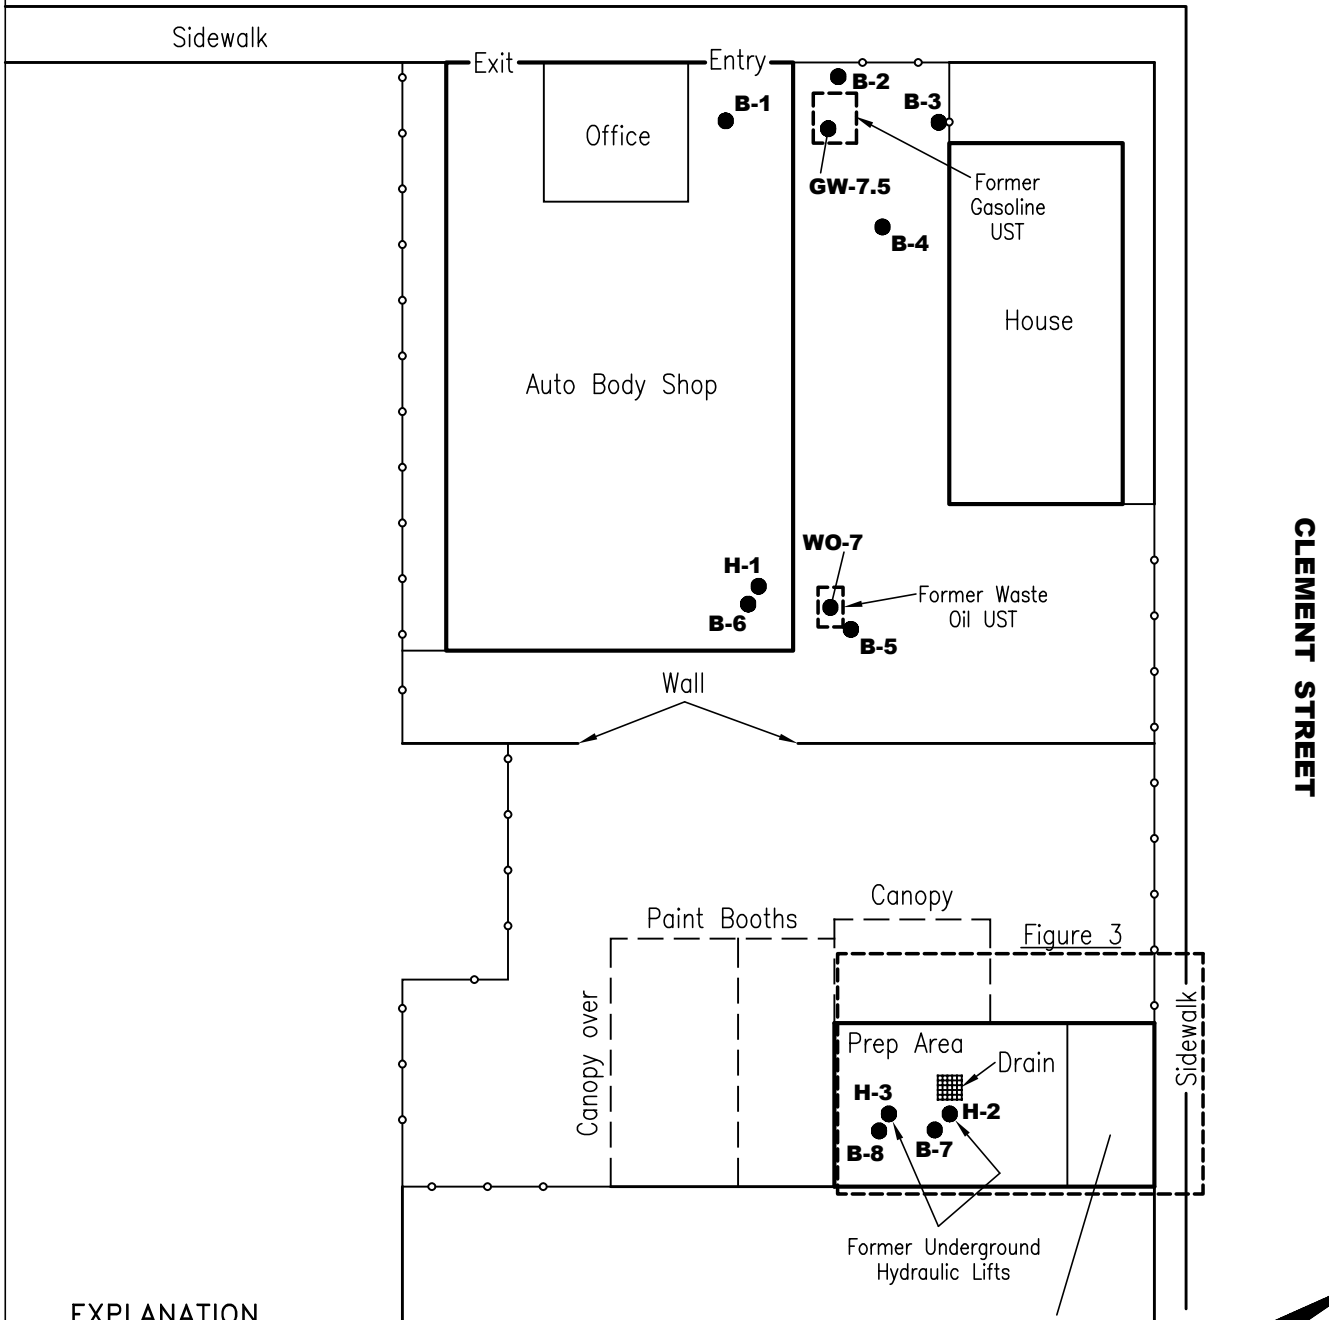 Sidewalk
Exit
Entry
B-2
B-1
B-3
Office
GW-7.5
Former
Gasoline
UST
B-4
House
Auto Body Shop
CLEMENT STREET
WO-7
H-1
Former Waste
Oil UST
B-6
B-5
Wall
Canopy
Paint Booths
Figure 3
Canopy over
Sidewalk
Prep Area
Drain
H-3
H-2
B-8
B-7
Former Underground
Hydraulic Lifts
EXPLANATION